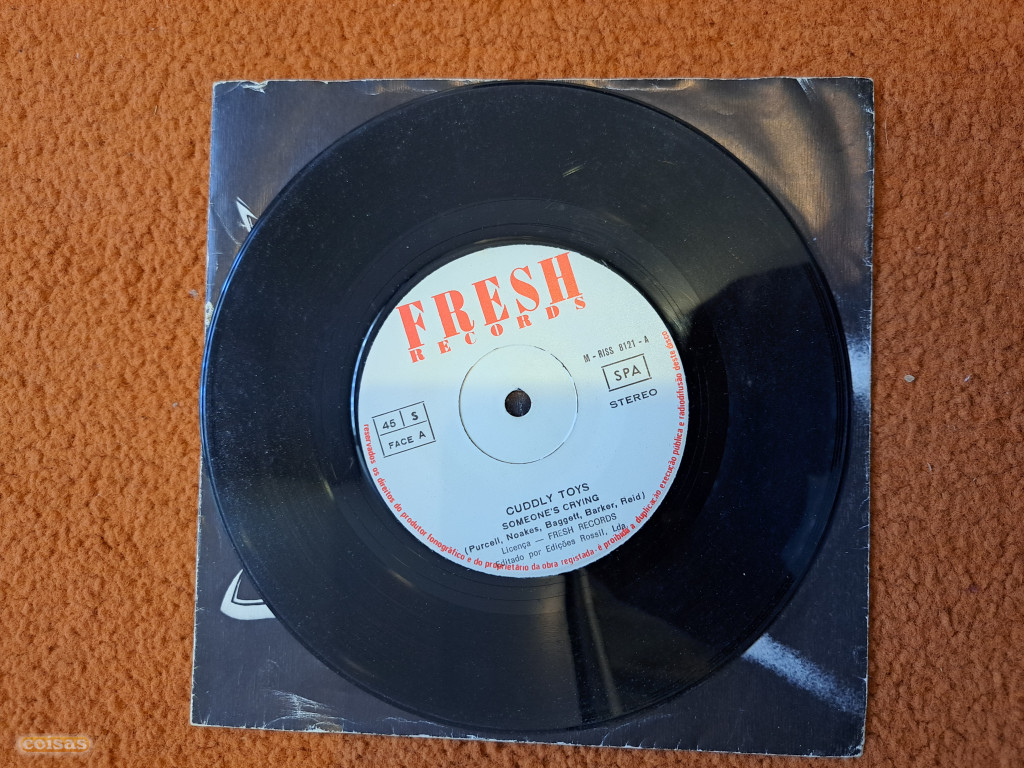 FRESH
RECORDS
M - RISS 8121 - A
SPA
STEREO
45 S
FACE A
CUDDLY TOYS
SOMEONE'S CRYING
(Purcell, Noakes, Baggett, Barker, Reid)
Licença — FRESH RECORDS
Editado por Edições Rossil, Lda.
reservados os direitos do produtor fonográfico e do proprietário da obra registada · é proibida a duplicação execução pública e radiodifusão deste disco
coisas